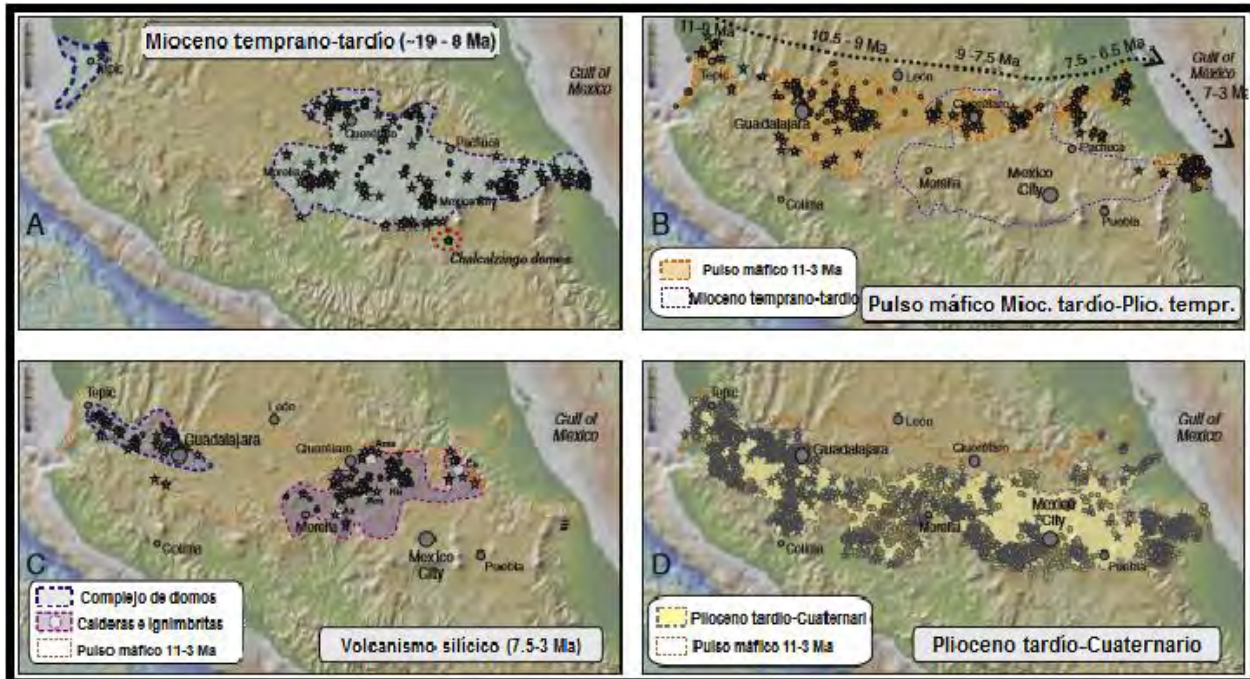 Mioceno temprano-tardío (~19 - 8 Ma)
Tepic
Gulf of
Mexico
Querétaro
Pachuca
Morelia
Mexico City
Chalcatzingo domes
A
11-9 Ma
10.5 - 9 Ma
9 -7.5 Ma
7.5 - 6.5 Ma
Gulf of
Mexico
7-3 Ma
Tepic
León
Guadalajara
Querétaro
Pachuca
Morelia
Mexico
City
Colima
Puebla
B
Pulso máfico 11-3 Ma
Mioceno temprano-tardío
Pulso máfico Mioc. tardío-Plio. tempr.
Tepic
León
Gulf of
Mexico
Guadalajara
Querétaro
Morelia
Colima
Mexico
City
Puebla
C
Complejo de domos
Calderas e ignimbritas
Pulso máfico 11-3 Ma
Volcanismo silícico (7.5-3 Ma)
Tepic
León
Gulf of
Mexico
Guadalajara
Querétaro
Mexico
City
Morelia
Colima
Puebla
D
Plioceno tardío-Cuaternari
Pulso máfico 11-3 Ma
Plioceno tardío-Cuaternario